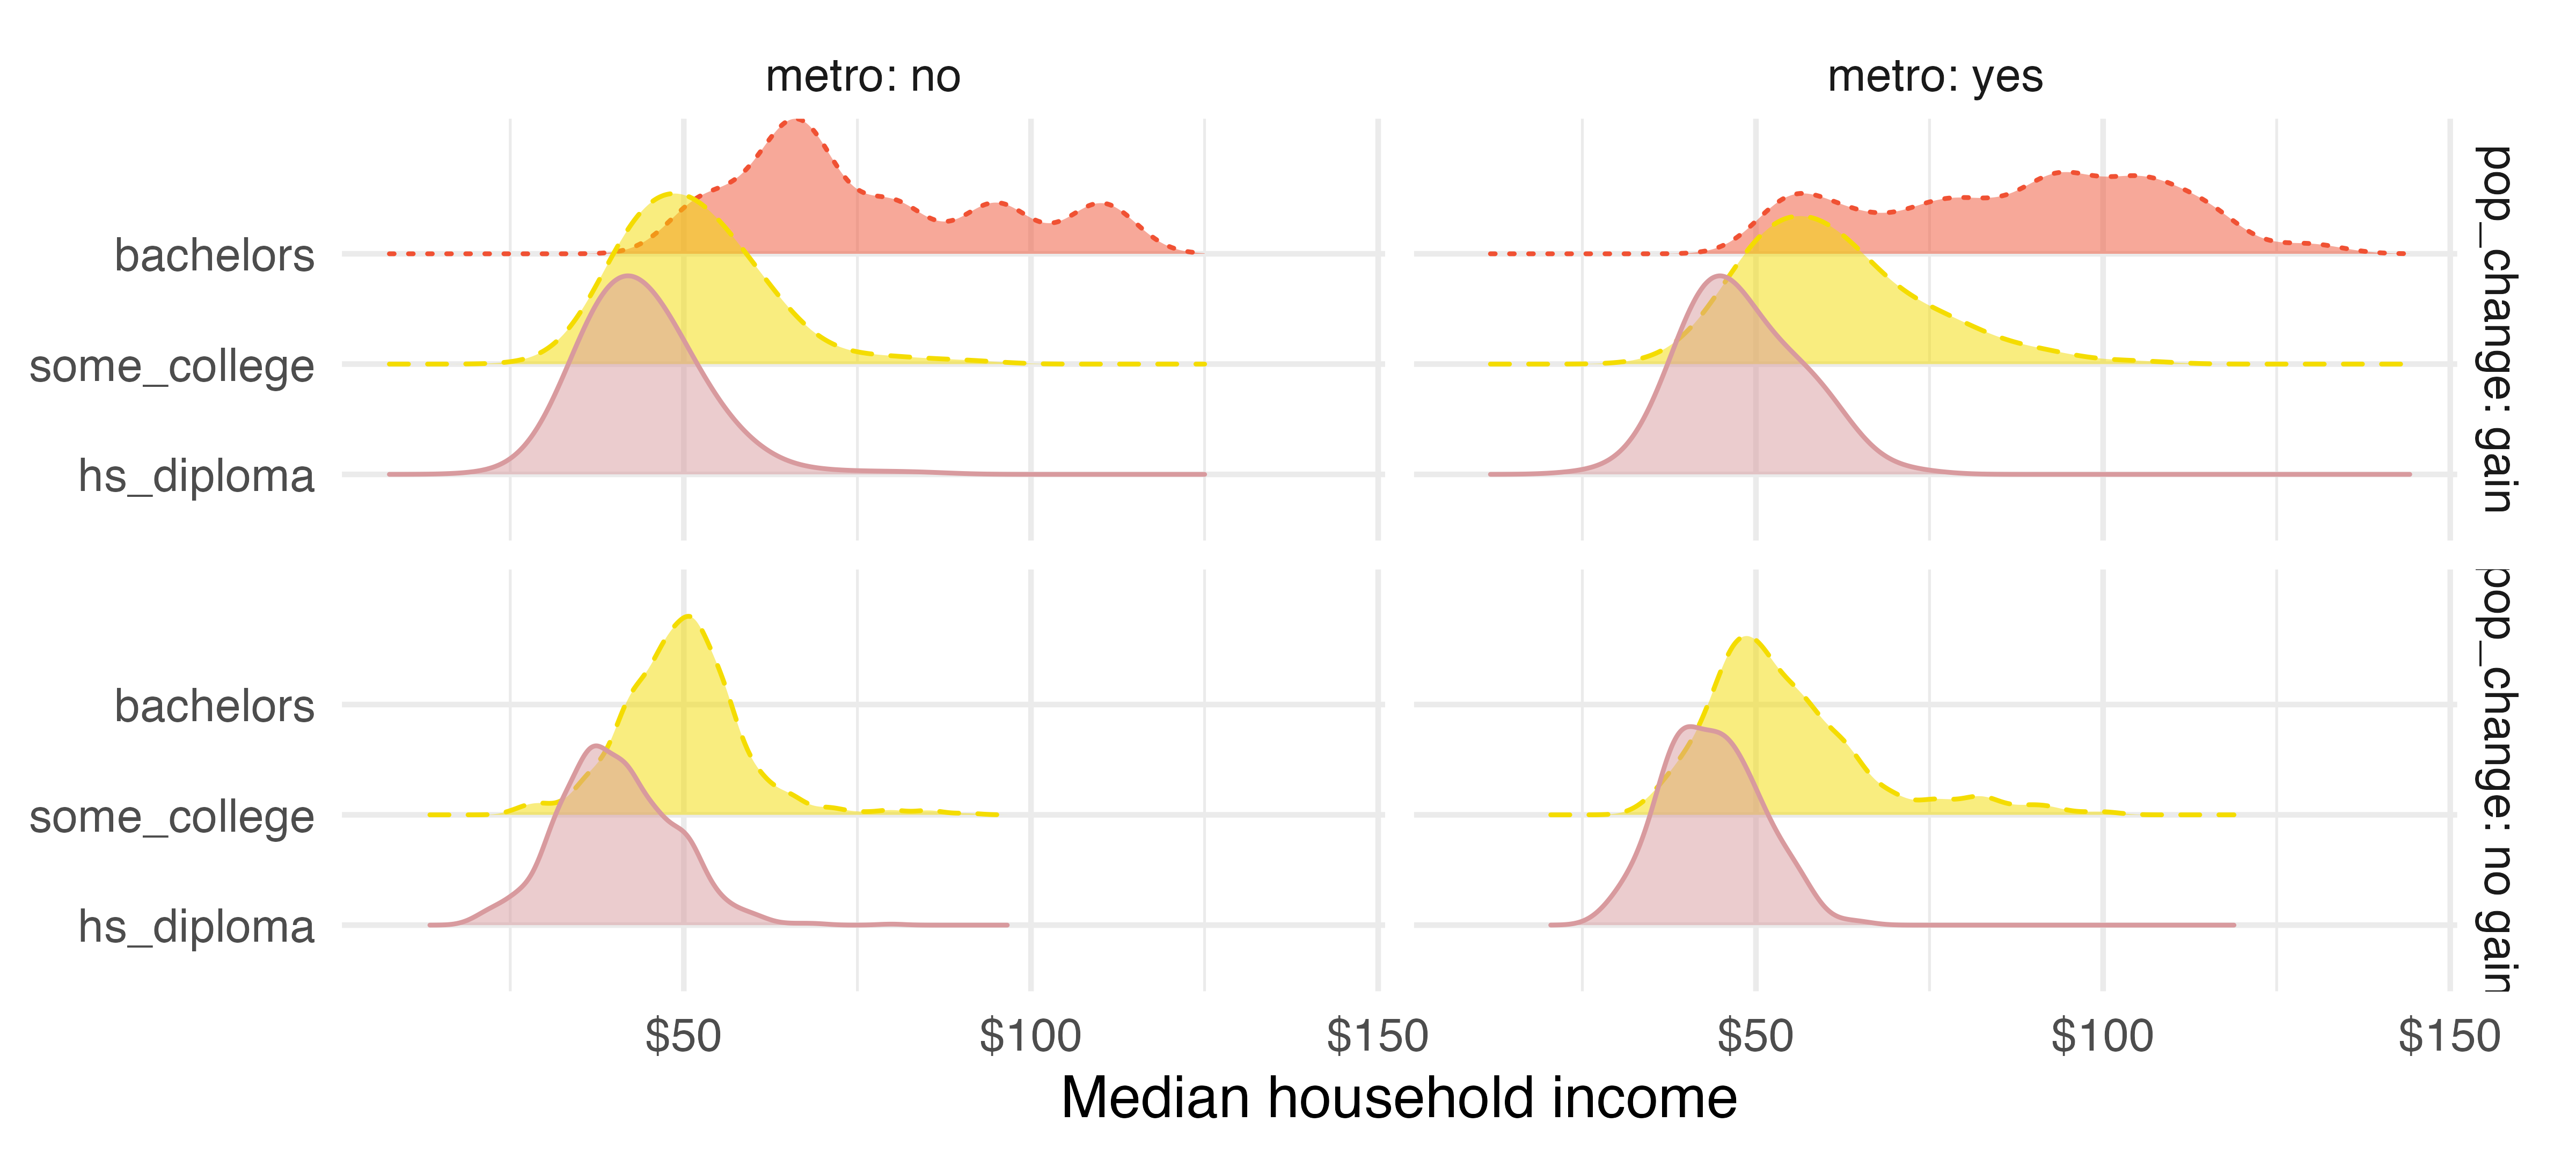 metro: no
metro: yes
bachelors
some_college
hs_diploma
pop_change: gain
bachelors
some_college
hs_diploma
pop_change: no gain
$50
$100
$150
$50
$100
$150
Median household income